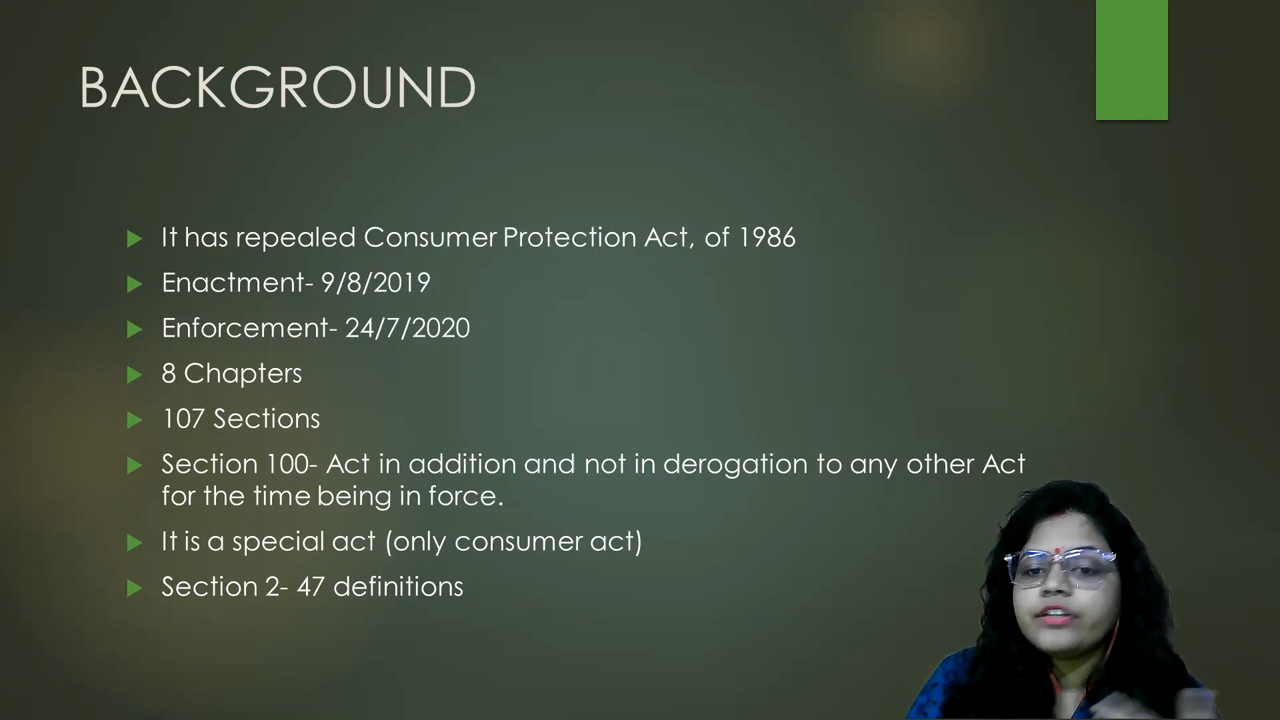 BACKGROUND
It has repealed Consumer Protection Act, of 1986
Enactment- 9/8/2019
Enforcement- 24/7/2020
8 Chapters
107 Sections
Section 100- Act in addition and not in derogation to any other Act
for the time being in force.
It is a special act (only consumer act)
Section 2- 47 definitions